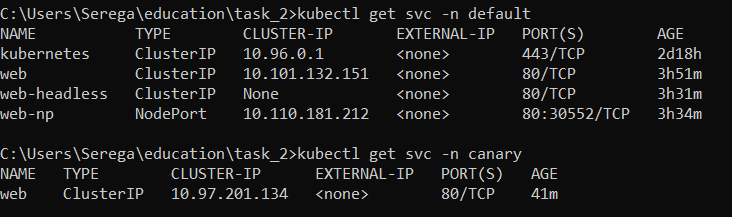 C:\Users\Serega\education\task_2>kubectl get svc -n default
NAME TYPE CLUSTER-IP EXTERNAL-IP PORT(S) AGE
kubernetes ClusterIP 10.96.0.1 <none> 443/TCP 2d18h
web ClusterIP 10.101.132.151 <none> 80/TCP 3h51m
web-headless ClusterIP None <none> 80/TCP 3h31m
web-np NodePort 10.110.181.212 <none> 80:30552/TCP 3h34m
C:\Users\Serega\education\task_2>kubectl get svc -n canary
NAME TYPE CLUSTER-IP EXTERNAL-IP PORT(S) AGE
web ClusterIP 10.97.201.134 <none> 80/TCP 41m